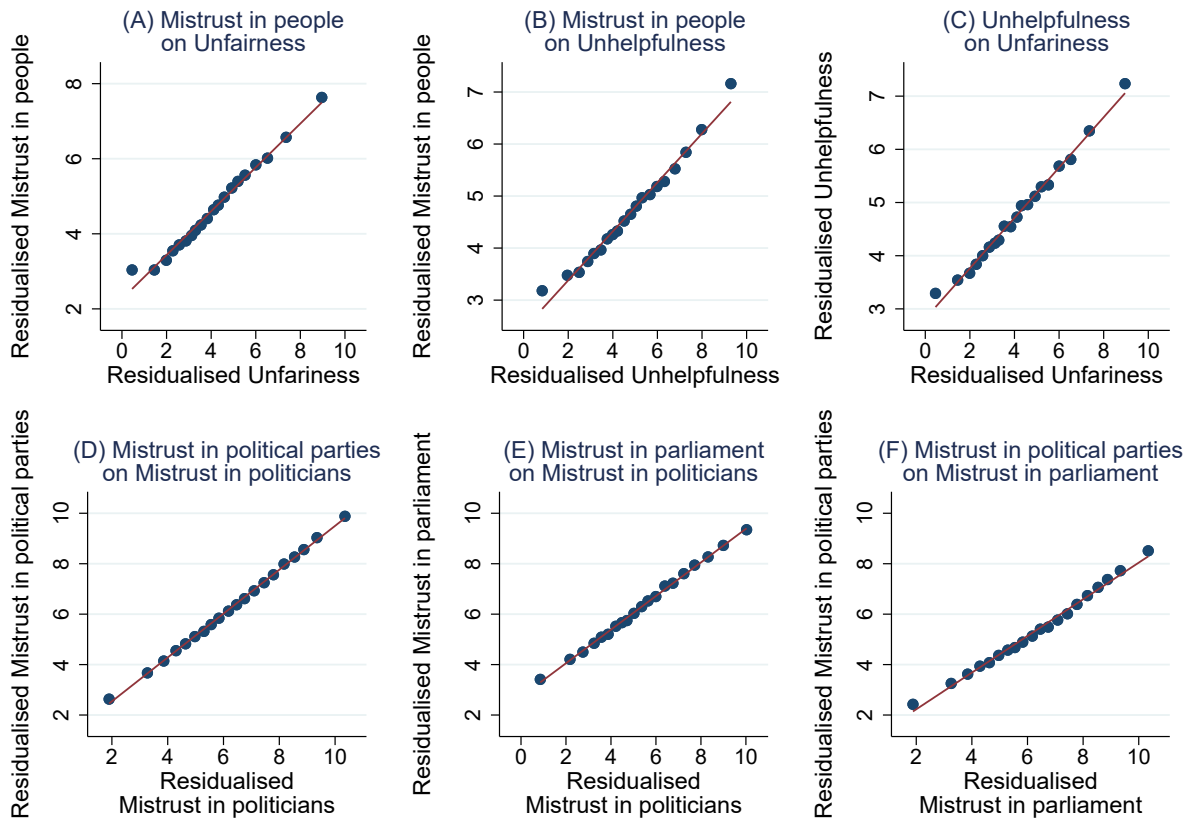 (A) Mistrust in people
on Unfairness
Residualised Mistrust in people
8
6
4
2
0 2 4 6 8 10
Residualised Unfariness
(B) Mistrust in people
on Unhelpfulness
Residualised Mistrust in people
7
6
5
4
3
0 2 4 6 8 10
Residualised Unhelpfulness
(C) Unhelpfulness
on Unfariness
Residualised Unhelpfulness
7
6
5
4
3
0 2 4 6 8 10
Residualised Unfariness
(D) Mistrust in political parties
on Mistrust in politicians
Residualised Mistrust in political parties
10
8
6
4
2
2 4 6 8 10
Residualised
Mistrust in politicians
(E) Mistrust in parliament
on Mistrust in politicians
Residualised Mistrust in parliament
10
8
6
4
2
0 2 4 6 8 10
Residualised
Mistrust in politicians
(F) Mistrust in political parties
on Mistrust in parliament
Residualised Mistrust in political parties
10
8
6
4
2
2 4 6 8 10
Residualised
Mistrust in parliament